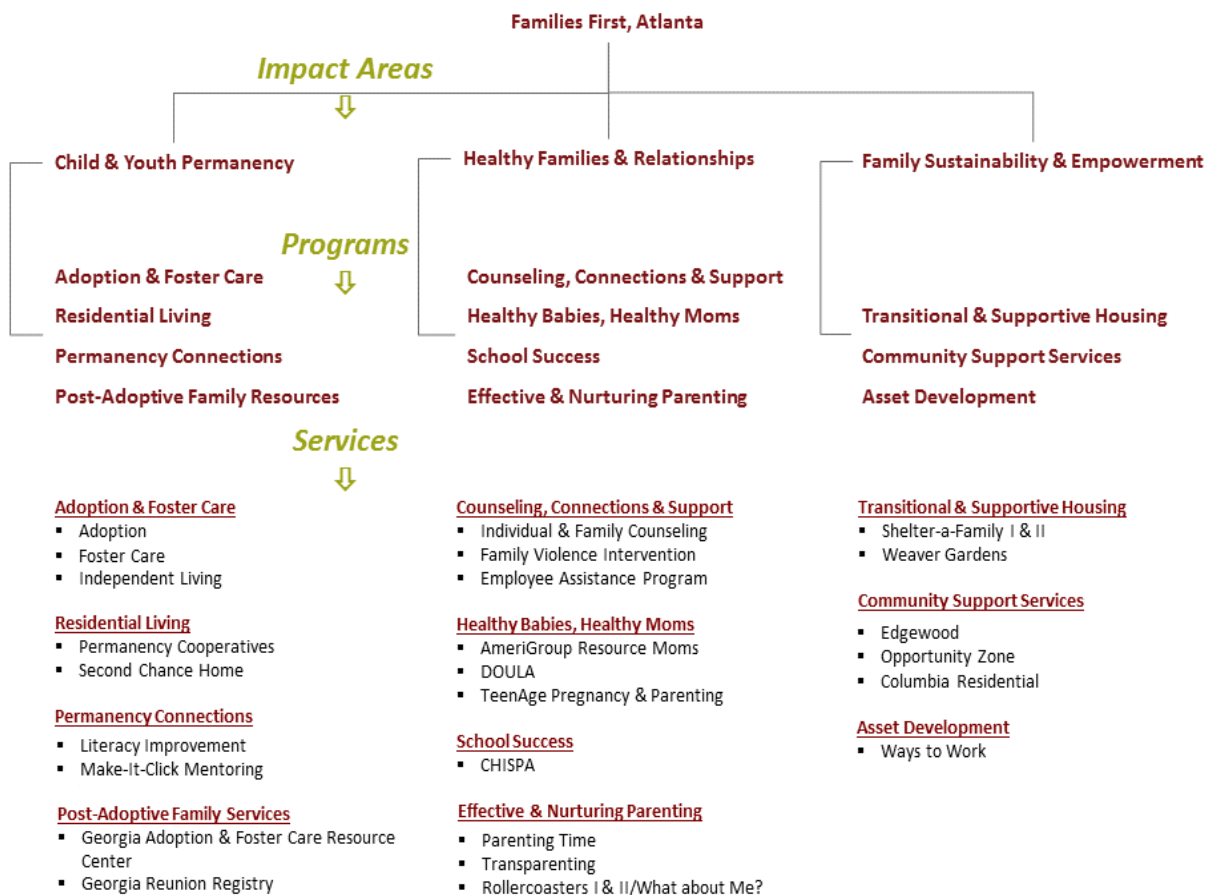 Families First, Atlanta
Impact Areas
Child & Youth Permanency
Healthy Families & Relationships
Family Sustainability & Empowerment
Programs
Adoption & Foster Care
Residential Living
Permanency Connections
Post-Adoptive Family Resources
Counseling, Connections & Support
Healthy Babies, Healthy Moms
School Success
Effective & Nurturing Parenting
Transitional & Supportive Housing
Community Support Services
Asset Development
Services
Adoption & Foster Care
▪ Adoption
▪ Foster Care
▪ Independent Living
Residential Living
▪ Permanency Cooperatives
▪ Second Chance Home
Permanency Connections
▪ Literacy Improvement
▪ Make-It-Click Mentoring
Post-Adoptive Family Services
▪ Georgia Adoption & Foster Care Resource
Center
▪ Georgia Reunion Registry
Counseling, Connections & Support
▪ Individual & Family Counseling
▪ Family Violence Intervention
▪ Employee Assistance Program
Healthy Babies, Healthy Moms
▪ AmeriGroup Resource Moms
▪ DOULA
▪ TeenAge Pregnancy & Parenting
School Success
▪ CHISPA
Effective & Nurturing Parenting
▪ Parenting Time
▪ Transparenting
▪ Rollercoasters I & II/What about Me?
Transitional & Supportive Housing
▪ Shelter-a-Family I & II
▪ Weaver Gardens
Community Support Services
▪ Edgewood
▪ Opportunity Zone
▪ Columbia Residential
Asset Development
▪ Ways to Work